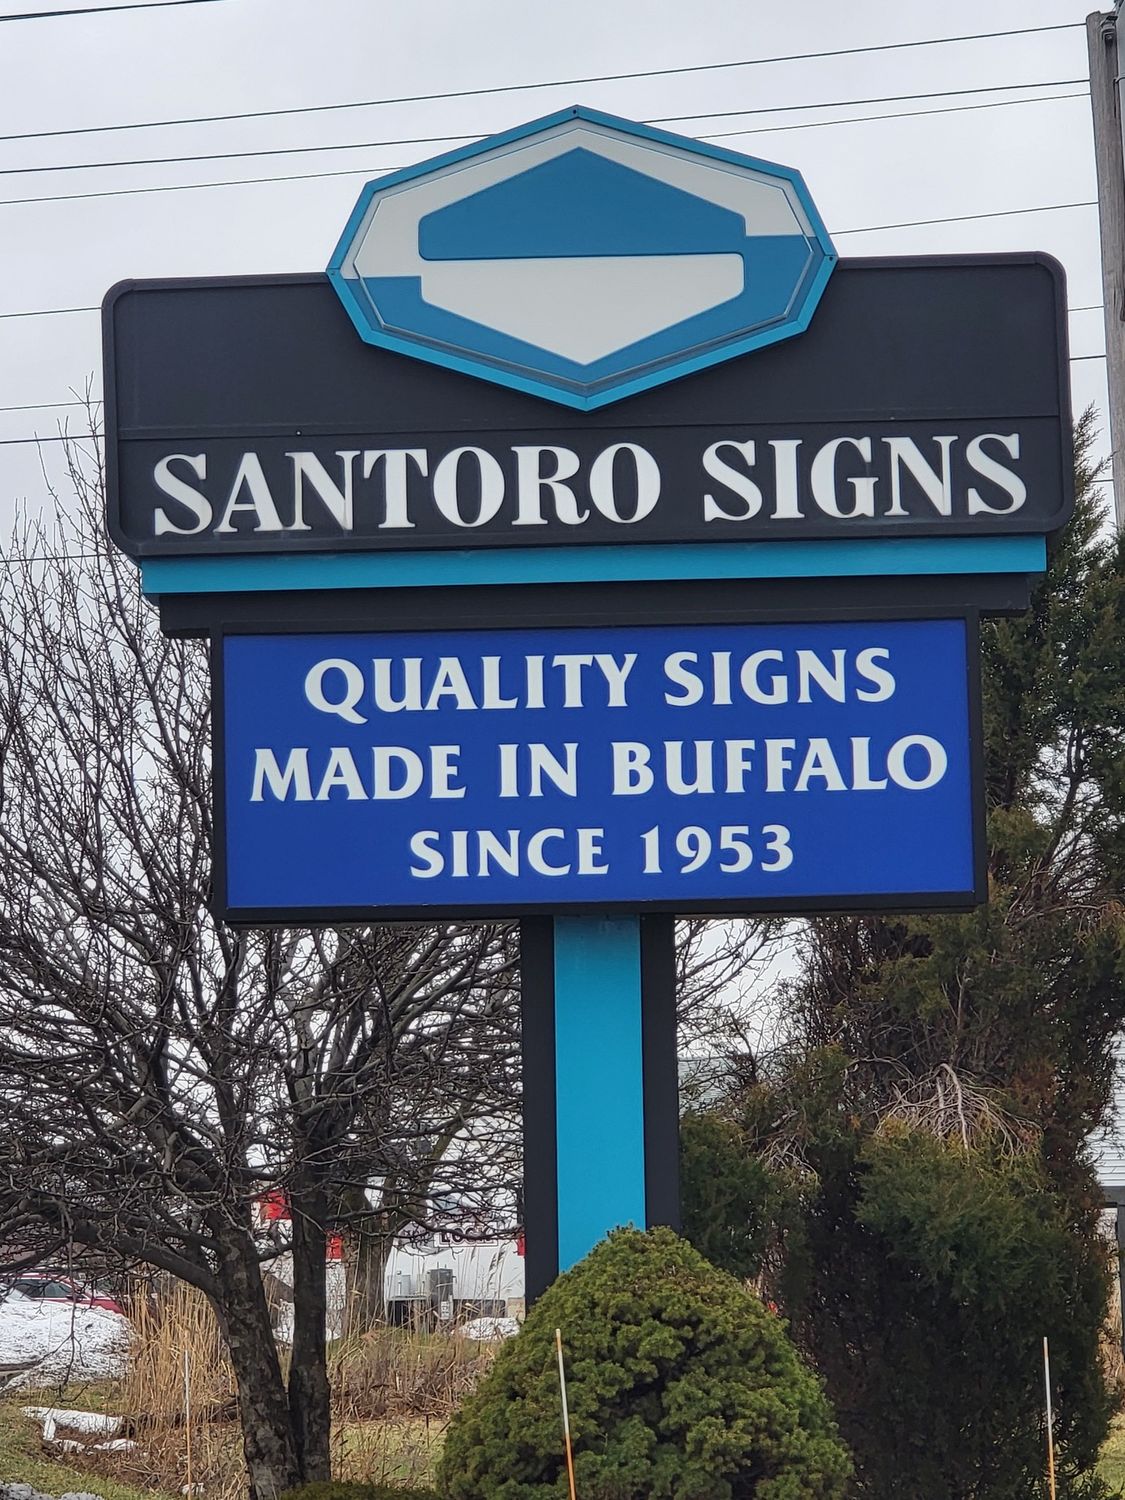 SANTORO SIGNS
QUALITY SIGNS
MADE IN BUFFALO
SINCE 1953